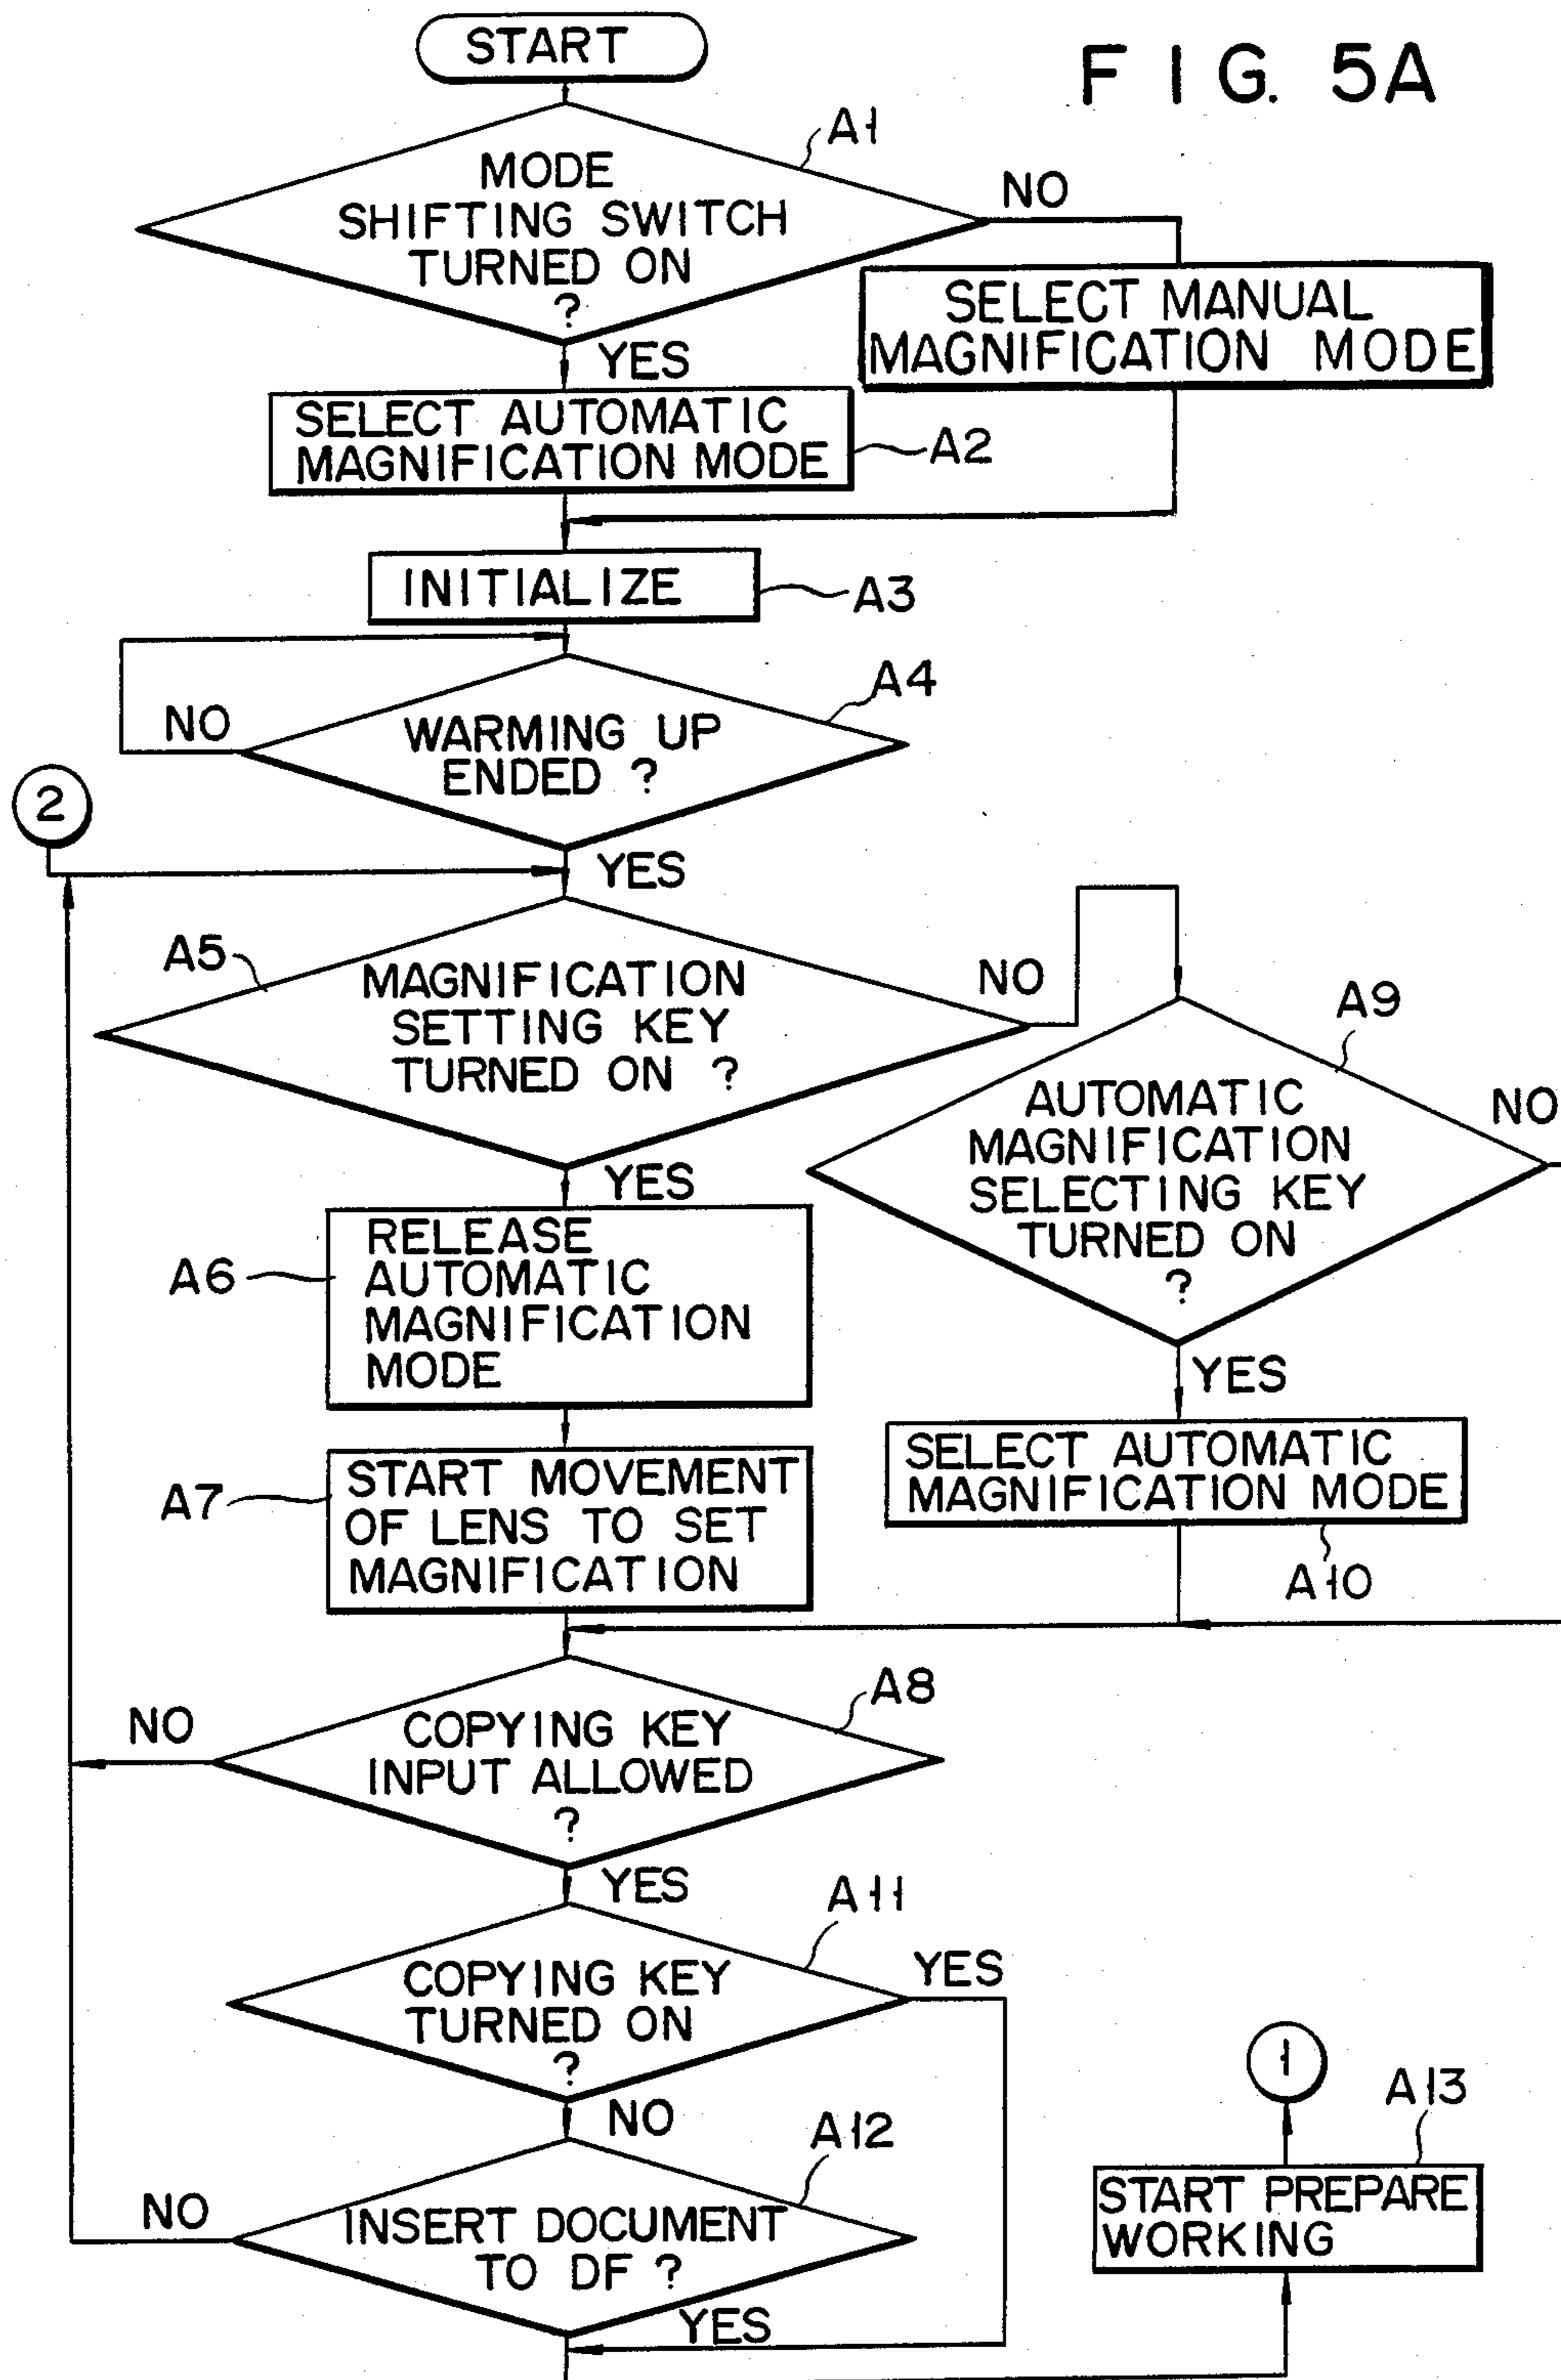 START
FIG. 5A
A1
MODE
SHIFTING SWITCH
TURNED ON
?
NO
SELECT MANUAL
MAGNIFICATION MODE
YES
SELECT AUTOMATIC
MAGNIFICATION MODE
A2
INITIALIZE
A3
A4
NO
WARMING UP
ENDED ?
2
YES
A5
MAGNIFICATION
SETTING KEY
TURNED ON ?
NO
A9
AUTOMATIC
MAGNIFICATION
SELECTING KEY
TURNED ON
?
NO
YES
A6
RELEASE
AUTOMATIC
MAGNIFICATION
MODE
YES
A7
START MOVEMENT
OF LENS TO SET
MAGNIFICATION
SELECT AUTOMATIC
MAGNIFICATION MODE
A10
A8
NO
COPYING KEY
INPUT ALLOWED
?
YES
A11
COPYING KEY
TURNED ON
?
YES
NO
A12
NO
INSERT DOCUMENT
TO DF ?
YES
1
A13
START PREPARE
WORKING